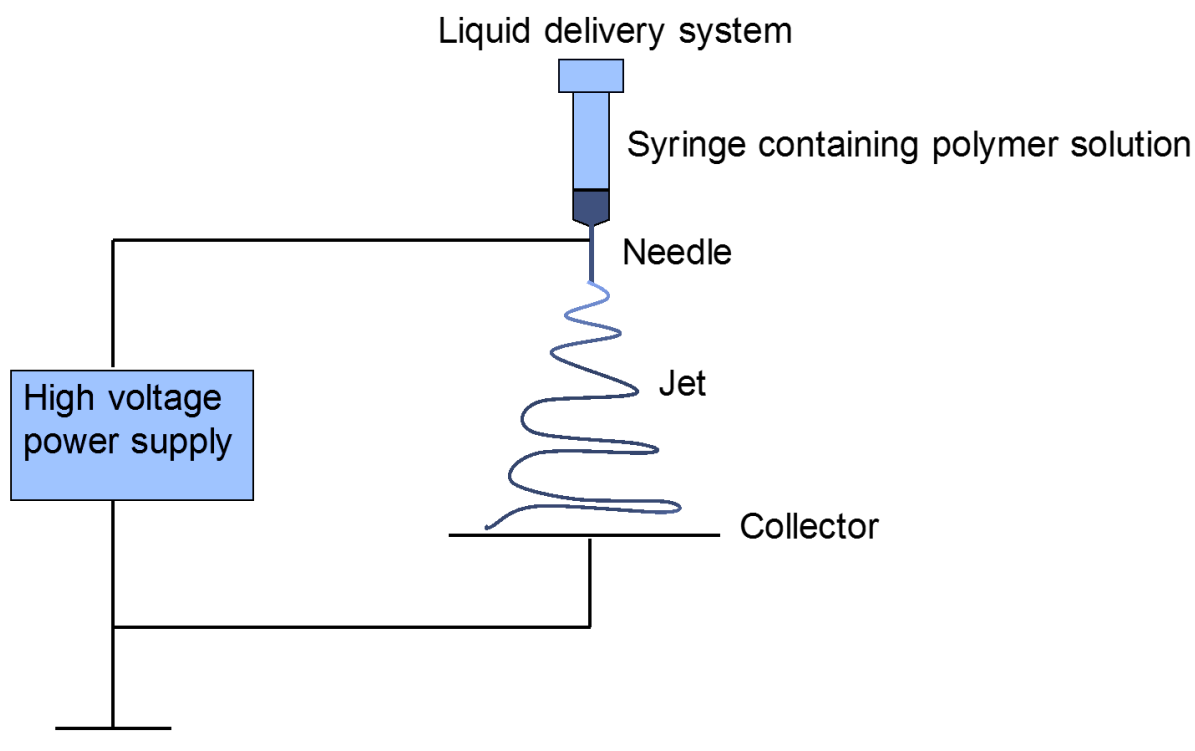 Liquid delivery system
Syringe containing polymer solution
Needle
High voltage
power supply
Jet
Collector